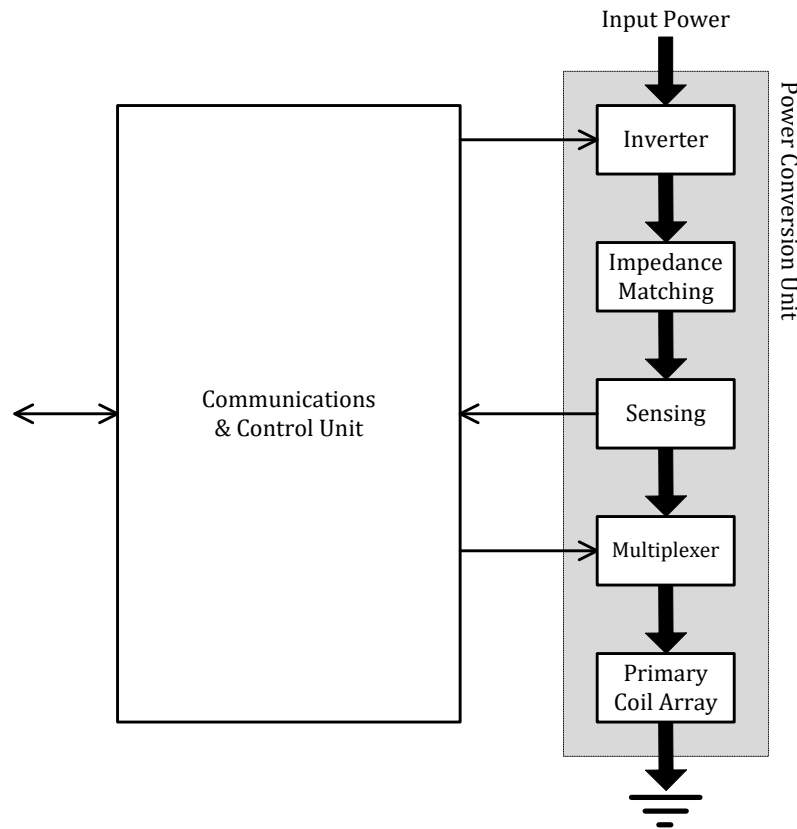 Input Power
Power Conversion Unit
Inverter
Impedance
Matching
Communications
& Control Unit
Sensing
Multiplexer
Primary
Coil Array